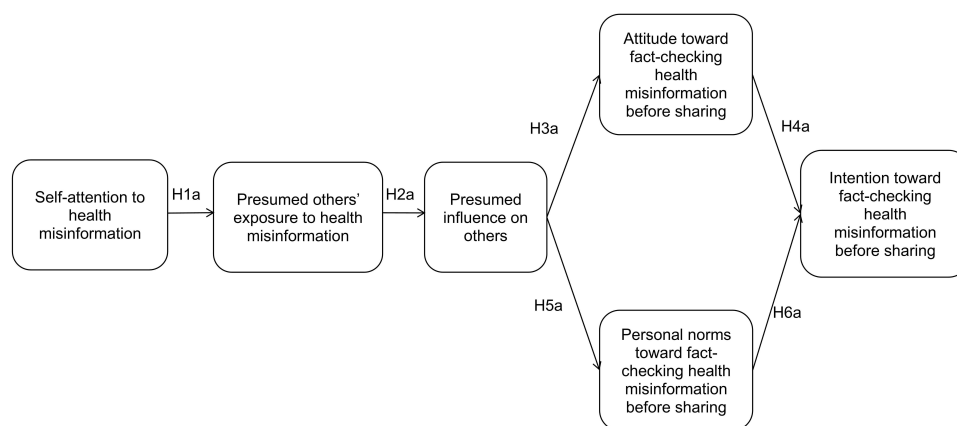 Self-attention to
health
misinformation
H1a
Presumed others’
exposure to health
misinformation
H2a
Presumed
influence on
others
H3a
Attitude toward
fact-checking
health
misinformation
before sharing
H4a
H5a
Personal norms
toward fact-
checking health
misinformation
before sharing
H6a
Intention toward
fact-checking
health
misinformation
before sharing